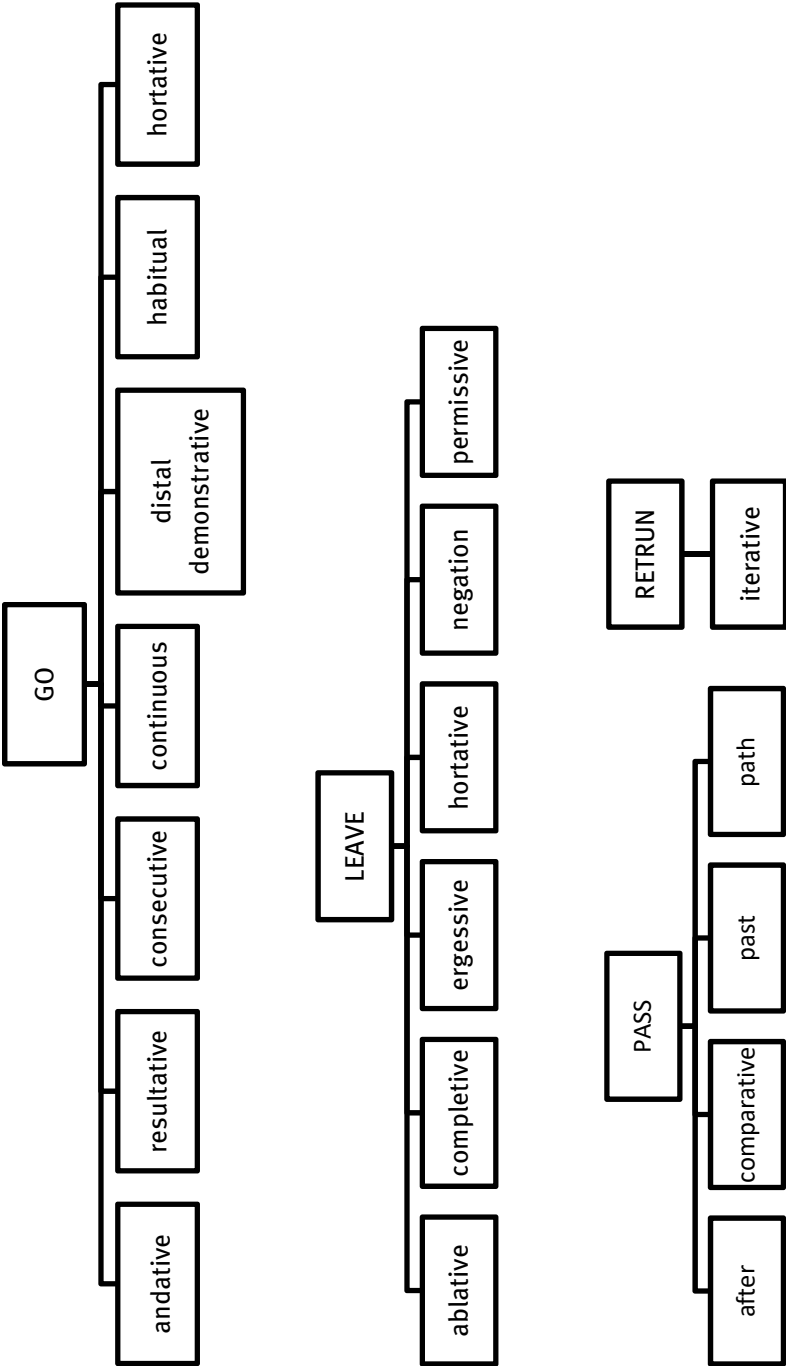 GO
andative
resultative
consecutive
continuous
distal
demonstrative
habitual
hortative
LEAVE
ablative
completive
ergessive
hortative
negation
permissive
PASS
after
comparative
past
path
RETRUN
iterative